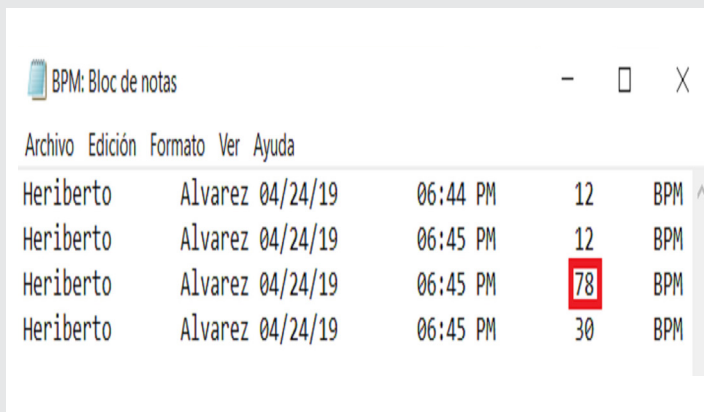 BPM: Bloc de notas
Archivo Edición Formato Ver Ayuda
Heriberto Alvarez 04/24/19 06:44 PM 12 BPM
Heriberto Alvarez 04/24/19 06:45 PM 12 BPM
Heriberto Alvarez 04/24/19 06:45 PM 78 BPM
Heriberto Alvarez 04/24/19 06:45 PM 30 BPM